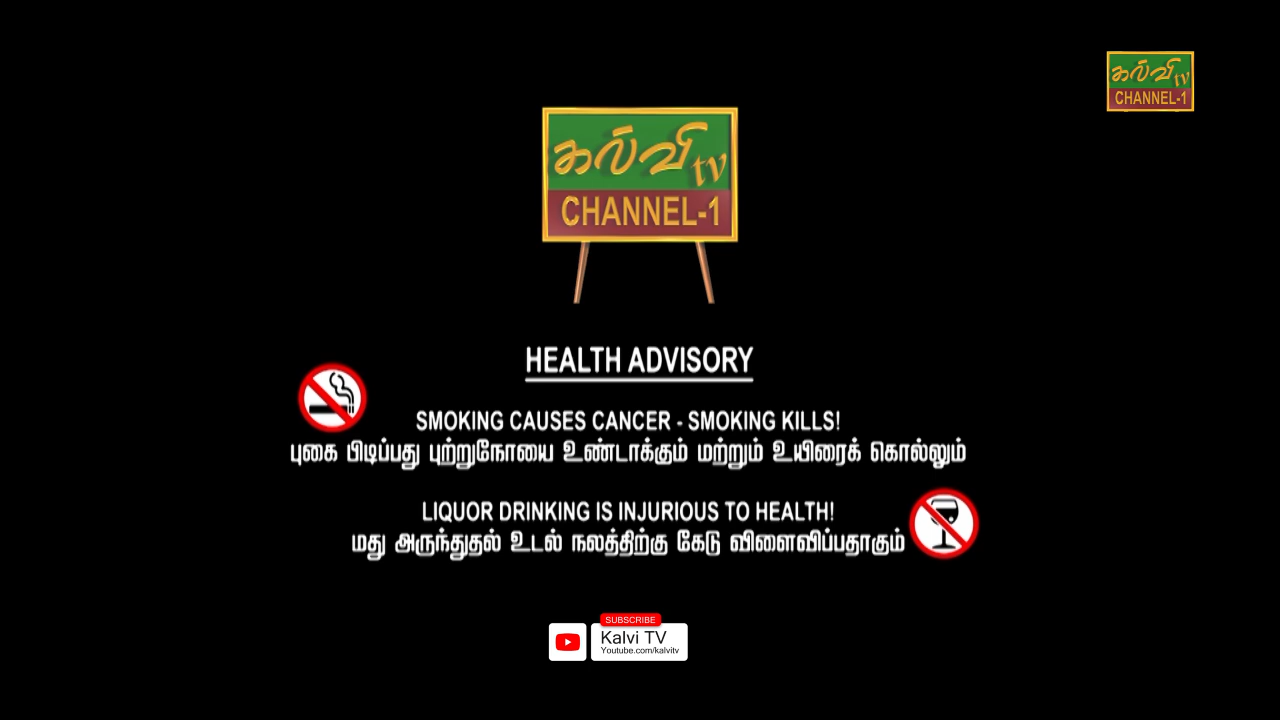 கல்வி tv
CHANNEL-1
கல்வி tv
CHANNEL-1
HEALTH ADVISORY
SMOKING CAUSES CANCER - SMOKING KILLS!
புகை பிடிப்பது புற்றுநோயை உண்டாக்கும் மற்றும் உயிரைக் கொல்லும்
LIQUOR DRINKING IS INJURIOUS TO HEALTH!
மது அருந்துதல் உடல் நலத்திற்கு கேடு விளைவிப்பதாகும்
SUBSCRIBE
Kalvi TV
Youtube.com/kalvitv